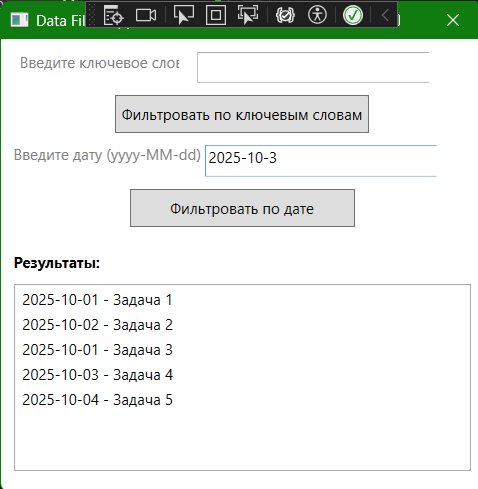 Data Fil
Введите ключевое слов
Фильтровать по ключевым словам
Введите дату (yyyy-MM-dd)
2025-10-3
Фильтровать по дате
Результаты:
2025-10-01 - Задача 1
2025-10-02 - Задача 2
2025-10-01 - Задача 3
2025-10-03 - Задача 4
2025-10-04 - Задача 5